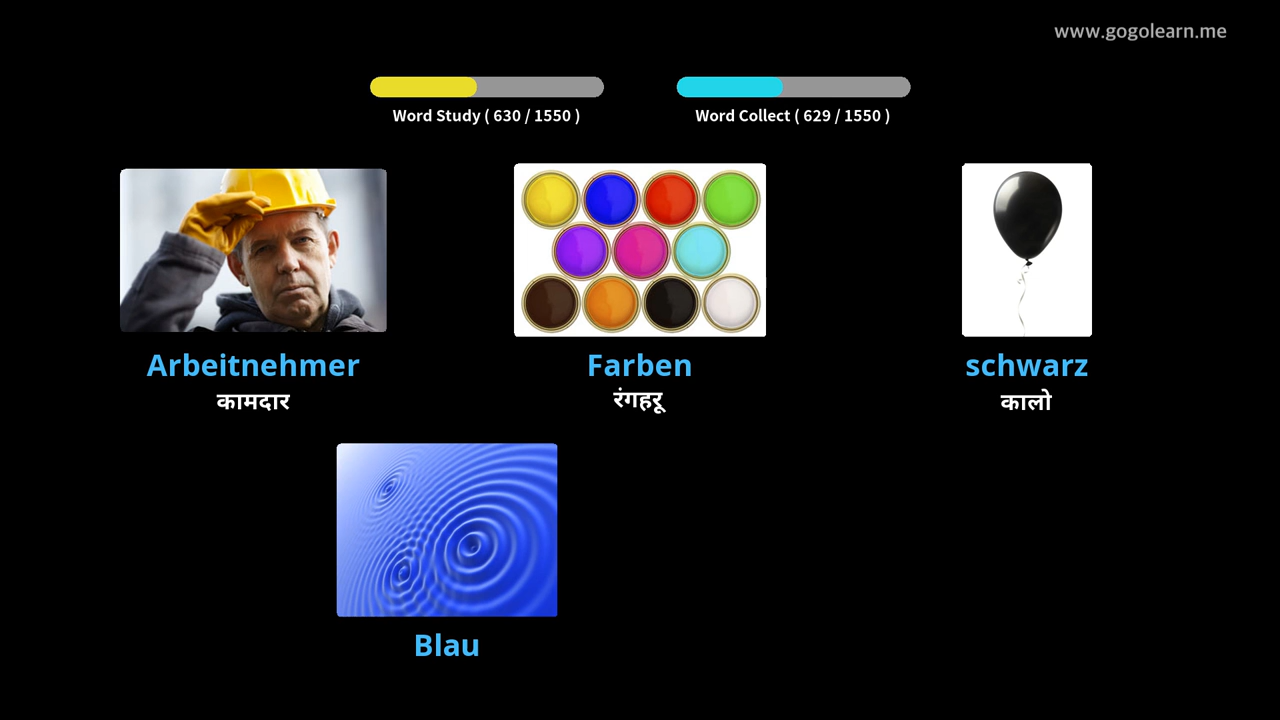 www.gogolearn.me
Word Study ( 630 / 1550 )
Word Collect ( 629 / 1550 )
Arbeitnehmer
कामदार
Farben
रंगहरू
schwarz
कालो
Blau